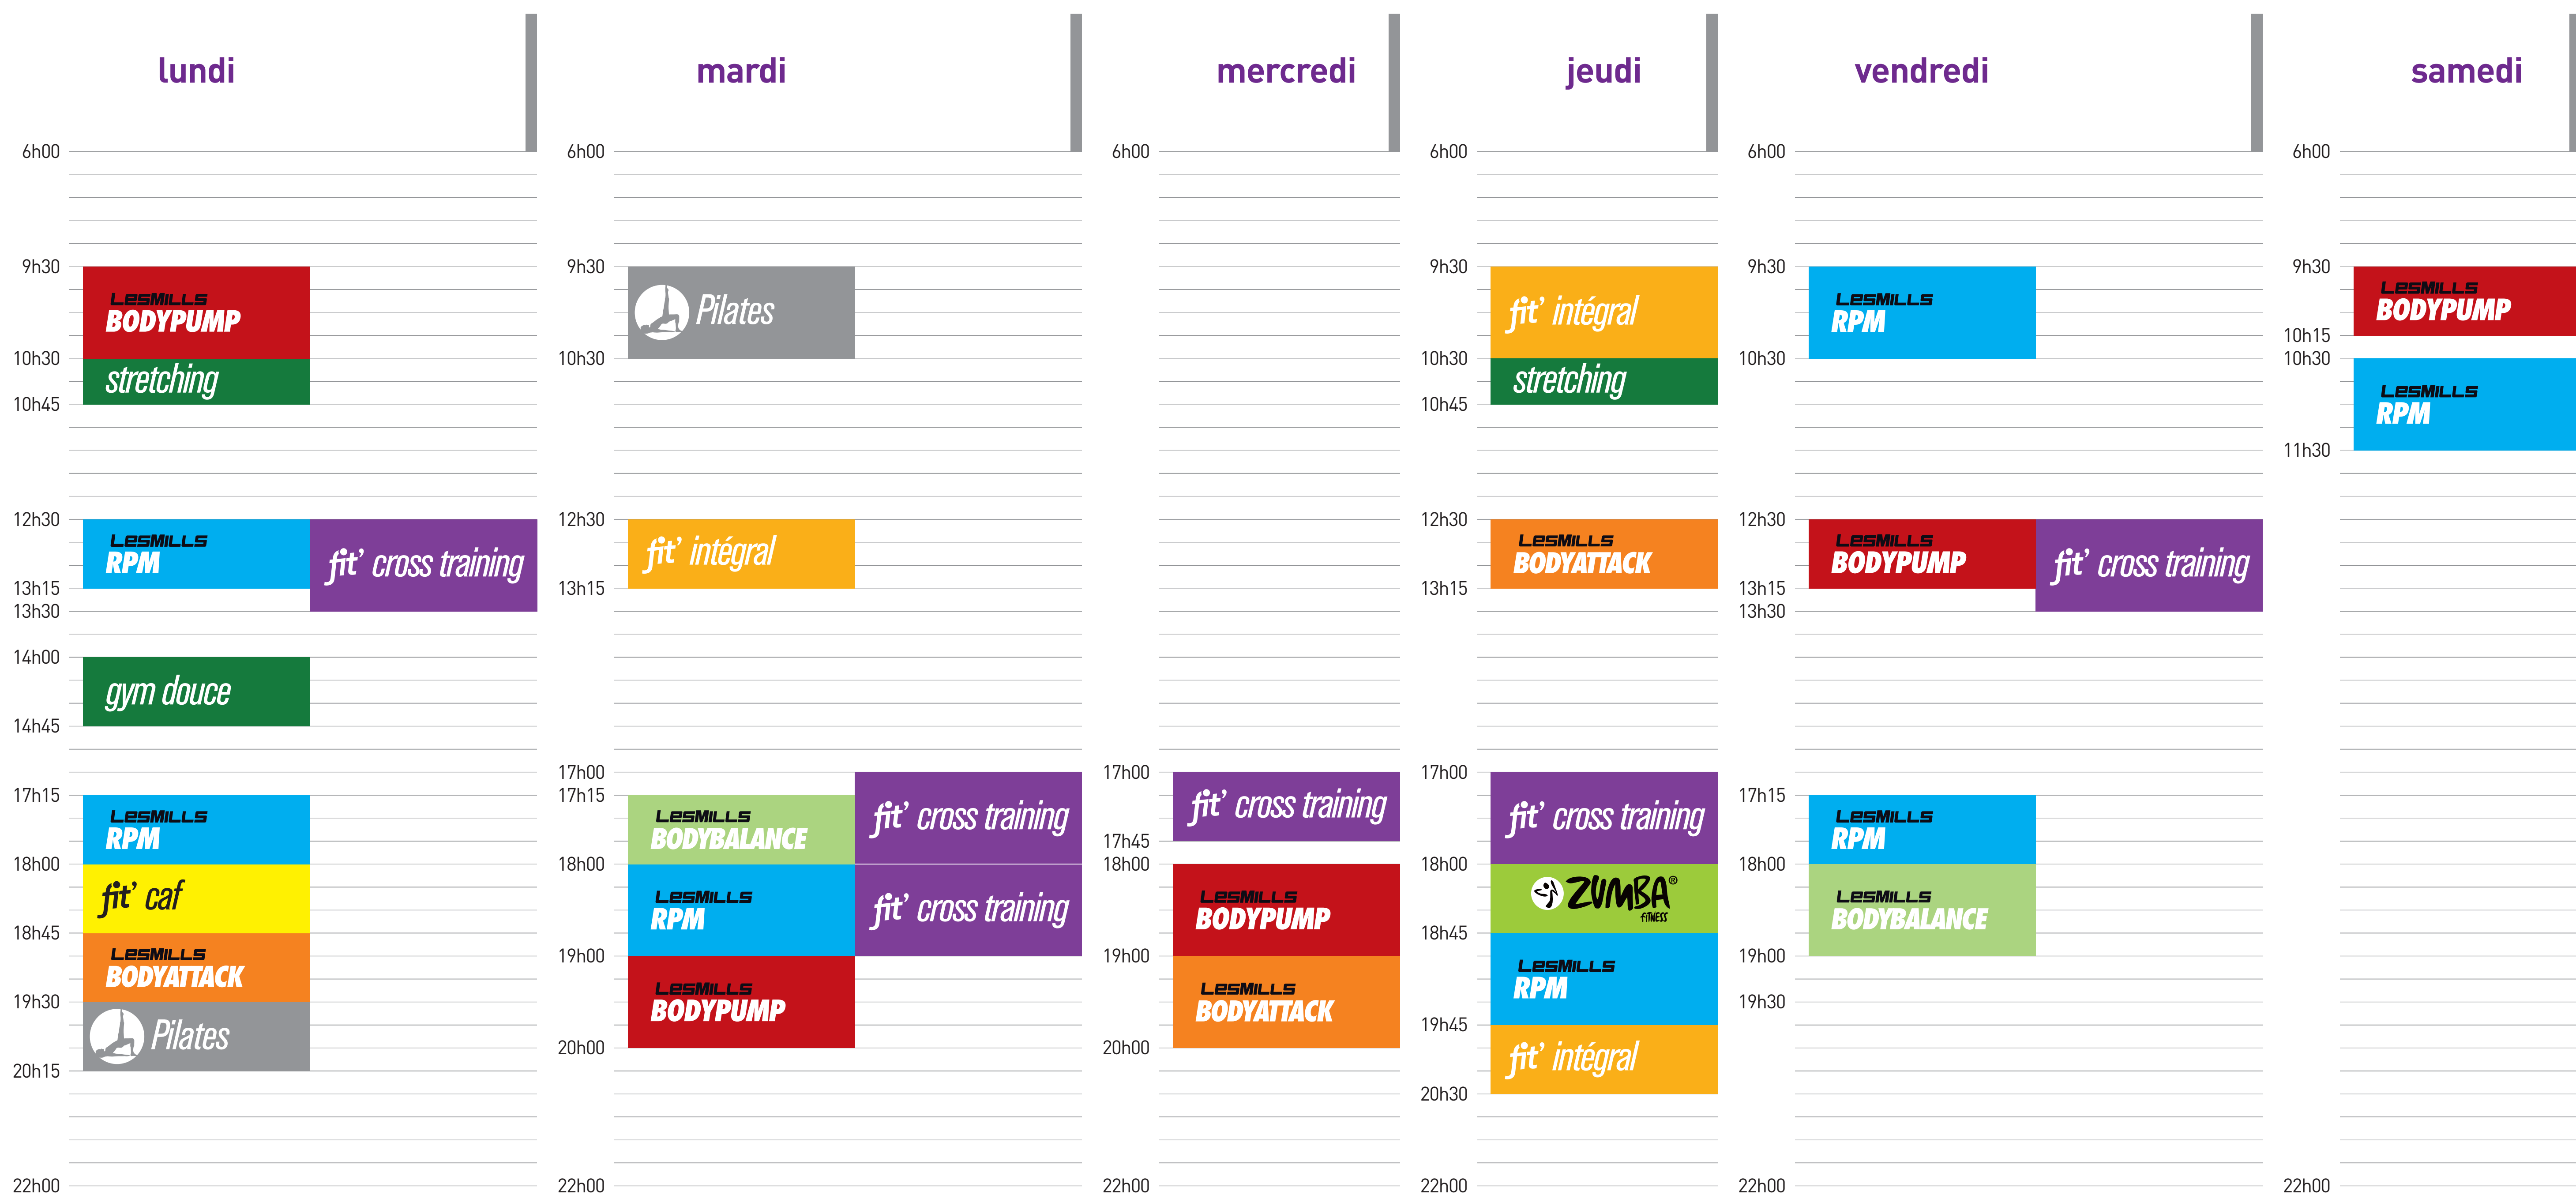 lundi
6h00
9h30
LesMILLS
BODYPUMP
10h30
stretching
10h45
12h30
LesMILLS
RPM
fit’ cross training
13h15
13h30
14h00
gym douce
14h45
17h15
LesMILLS
RPM
18h00
fit’ caf
18h45
LesMILLS
BODYATTACK
19h30
Pilates
20h15
22h00
mardi
6h00
9h30
Pilates
10h30
12h30
fit’ intégral
13h15
17h00
17h15
LesMILLS
BODYBALANCE
fit’ cross training
18h00
LesMILLS
RPM
fit’ cross training
19h00
LesMILLS
BODYPUMP
20h00
22h00
mercredi
6h00
17h00
fit’ cross training
17h45
18h00
LesMILLS
BODYPUMP
19h00
LesMILLS
BODYATTACK
20h00
22h00
jeudi
6h00
9h30
fit’ intégral
10h30
stretching
10h45
12h30
LesMILLS
BODYATTACK
13h15
17h00
fit’ cross training
18h00
ZUMBA®
FITNESS
18h45
LesMILLS
RPM
19h45
fit’ intégral
20h30
22h00
vendredi
6h00
9h30
LesMILLS
RPM
10h30
12h30
LesMILLS
BODYPUMP
fit’ cross training
13h15
13h30
17h15
LesMILLS
RPM
18h00
LesMILLS
BODYBALANCE
19h00
19h30
22h00
samedi
6h00
9h30
LesMILLS
BODYPUMP
10h15
10h30
LesMILLS
RPM
11h30
22h00